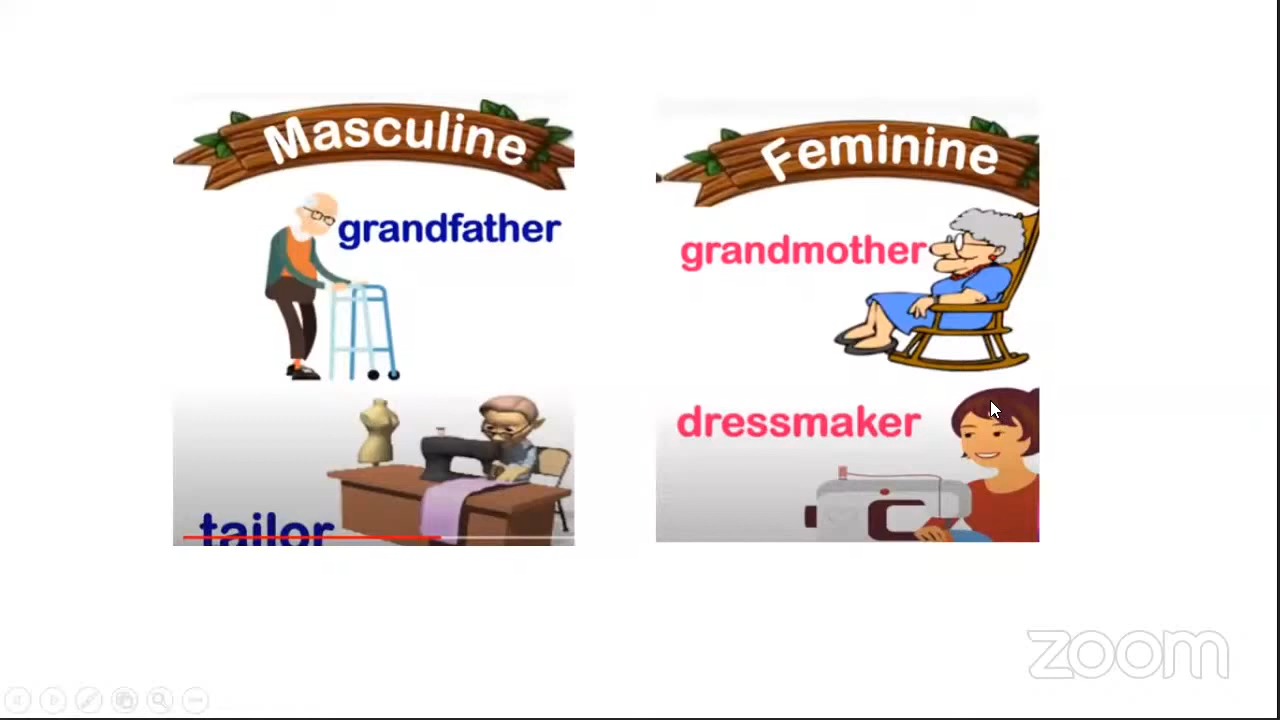 Masculine
grandfather
tailor
Feminine
grandmother
dressmaker
zoom